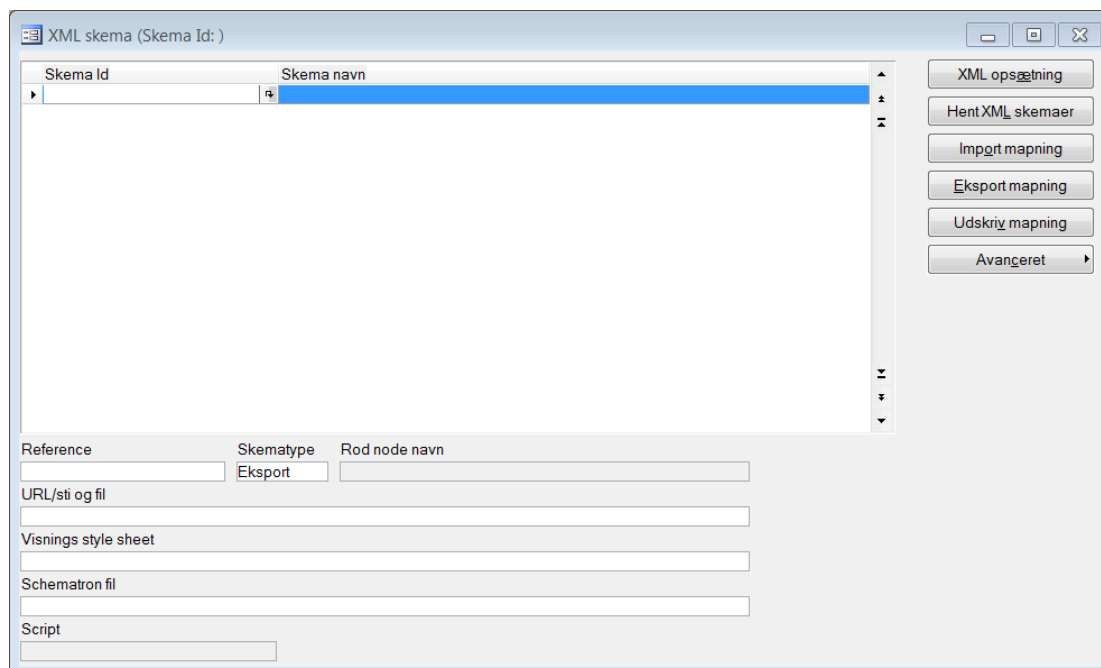 XML skema (Skema Id: )
Skema Id Skema navn
XML opsætning
Hent XML skemaer
Import mapning
Eksport mapning
Udskriv mapning
Avanceret
Reference Skematype Rod node navn
Eksport
URL/sti og fil
Visnings style sheet
Schematron fil
Script